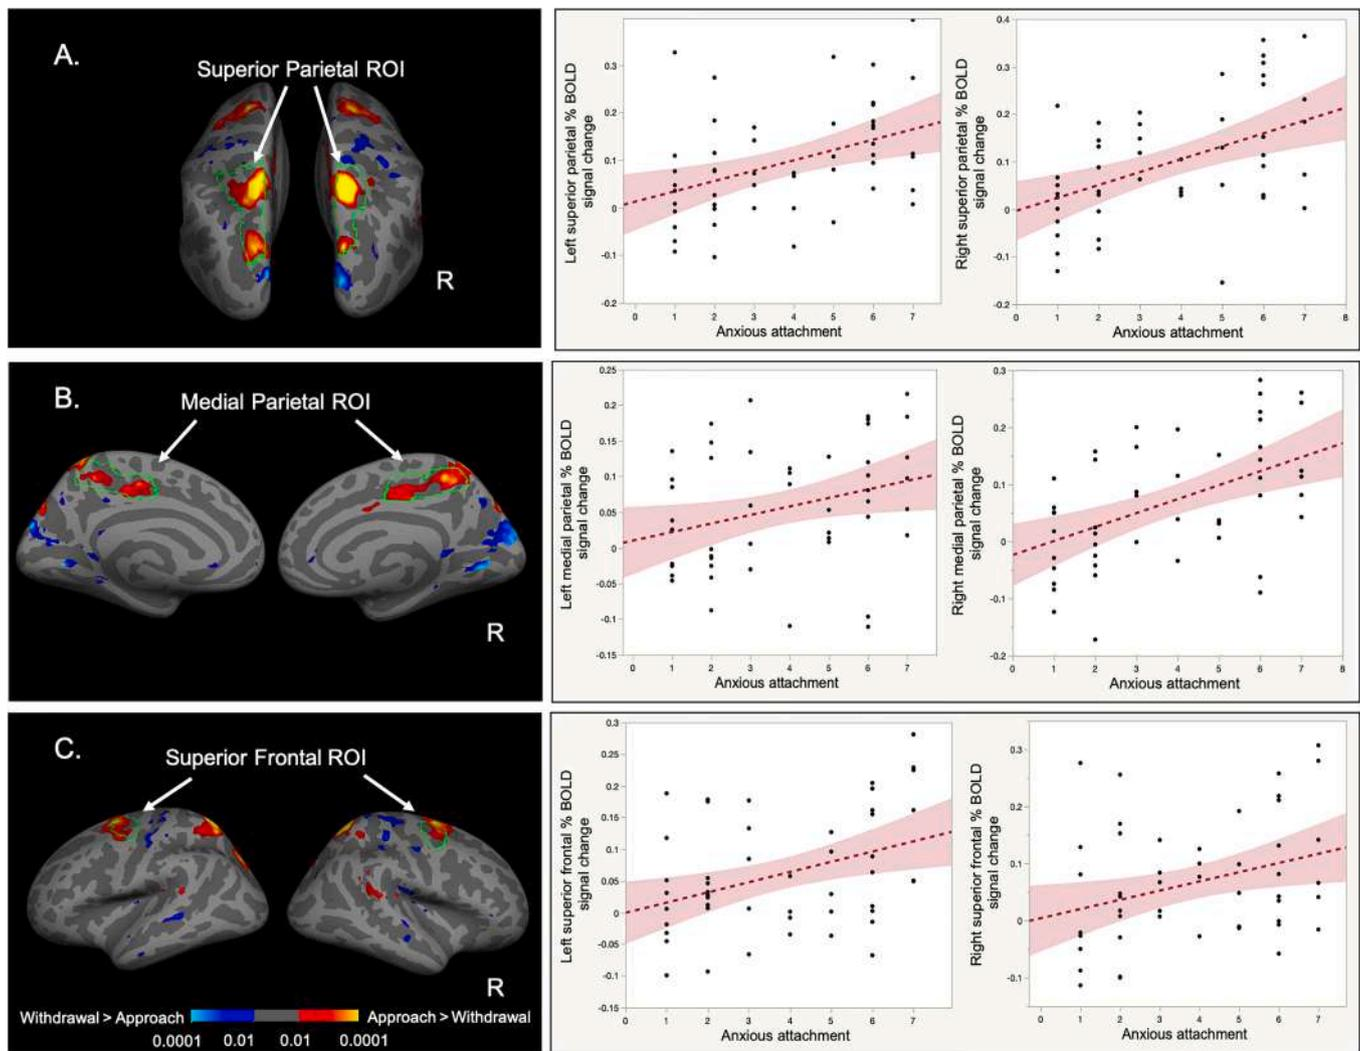 A.
Superior Parietal ROI
R
Left superior parietal % BOLD
signal change
0.3
0.2
0.1
0
-0.1
-0.2
0 1 2 3 4 5 6 7
Anxious attachment
Right superior parietal % BOLD
signal change
0.4
0.3
0.2
0.1
0
-0.1
-0.2
0 1 2 3 4 5 6 7 8
Anxious attachment
B.
Medial Parietal ROI
R
Left medial parietal % BOLD
signal change
0.25
0.2
0.15
0.1
0.05
0
-0.05
-0.1
-0.15
0 1 2 3 4 5 6 7
Anxious attachment
Right medial parietal % BOLD
signal change
0.3
0.2
0.1
0
-0.1
-0.2
0 1 2 3 4 5 6 7 8
Anxious attachment
C.
Superior Frontal ROI
R
Withdrawal > Approach
Approach > Withdrawal
0.0001 0.01 0.01 0.0001
Left superior frontal % BOLD
signal change
0.3
0.25
0.2
0.15
0.1
0.05
0
-0.05
-0.1
-0.15
0 1 2 3 4 5 6 7
Anxious attachment
Right superior frontal % BOLD
signal change
0.3
0.2
0.1
0
-0.1
0 1 2 3 4 5 6 7
Anxious attachment